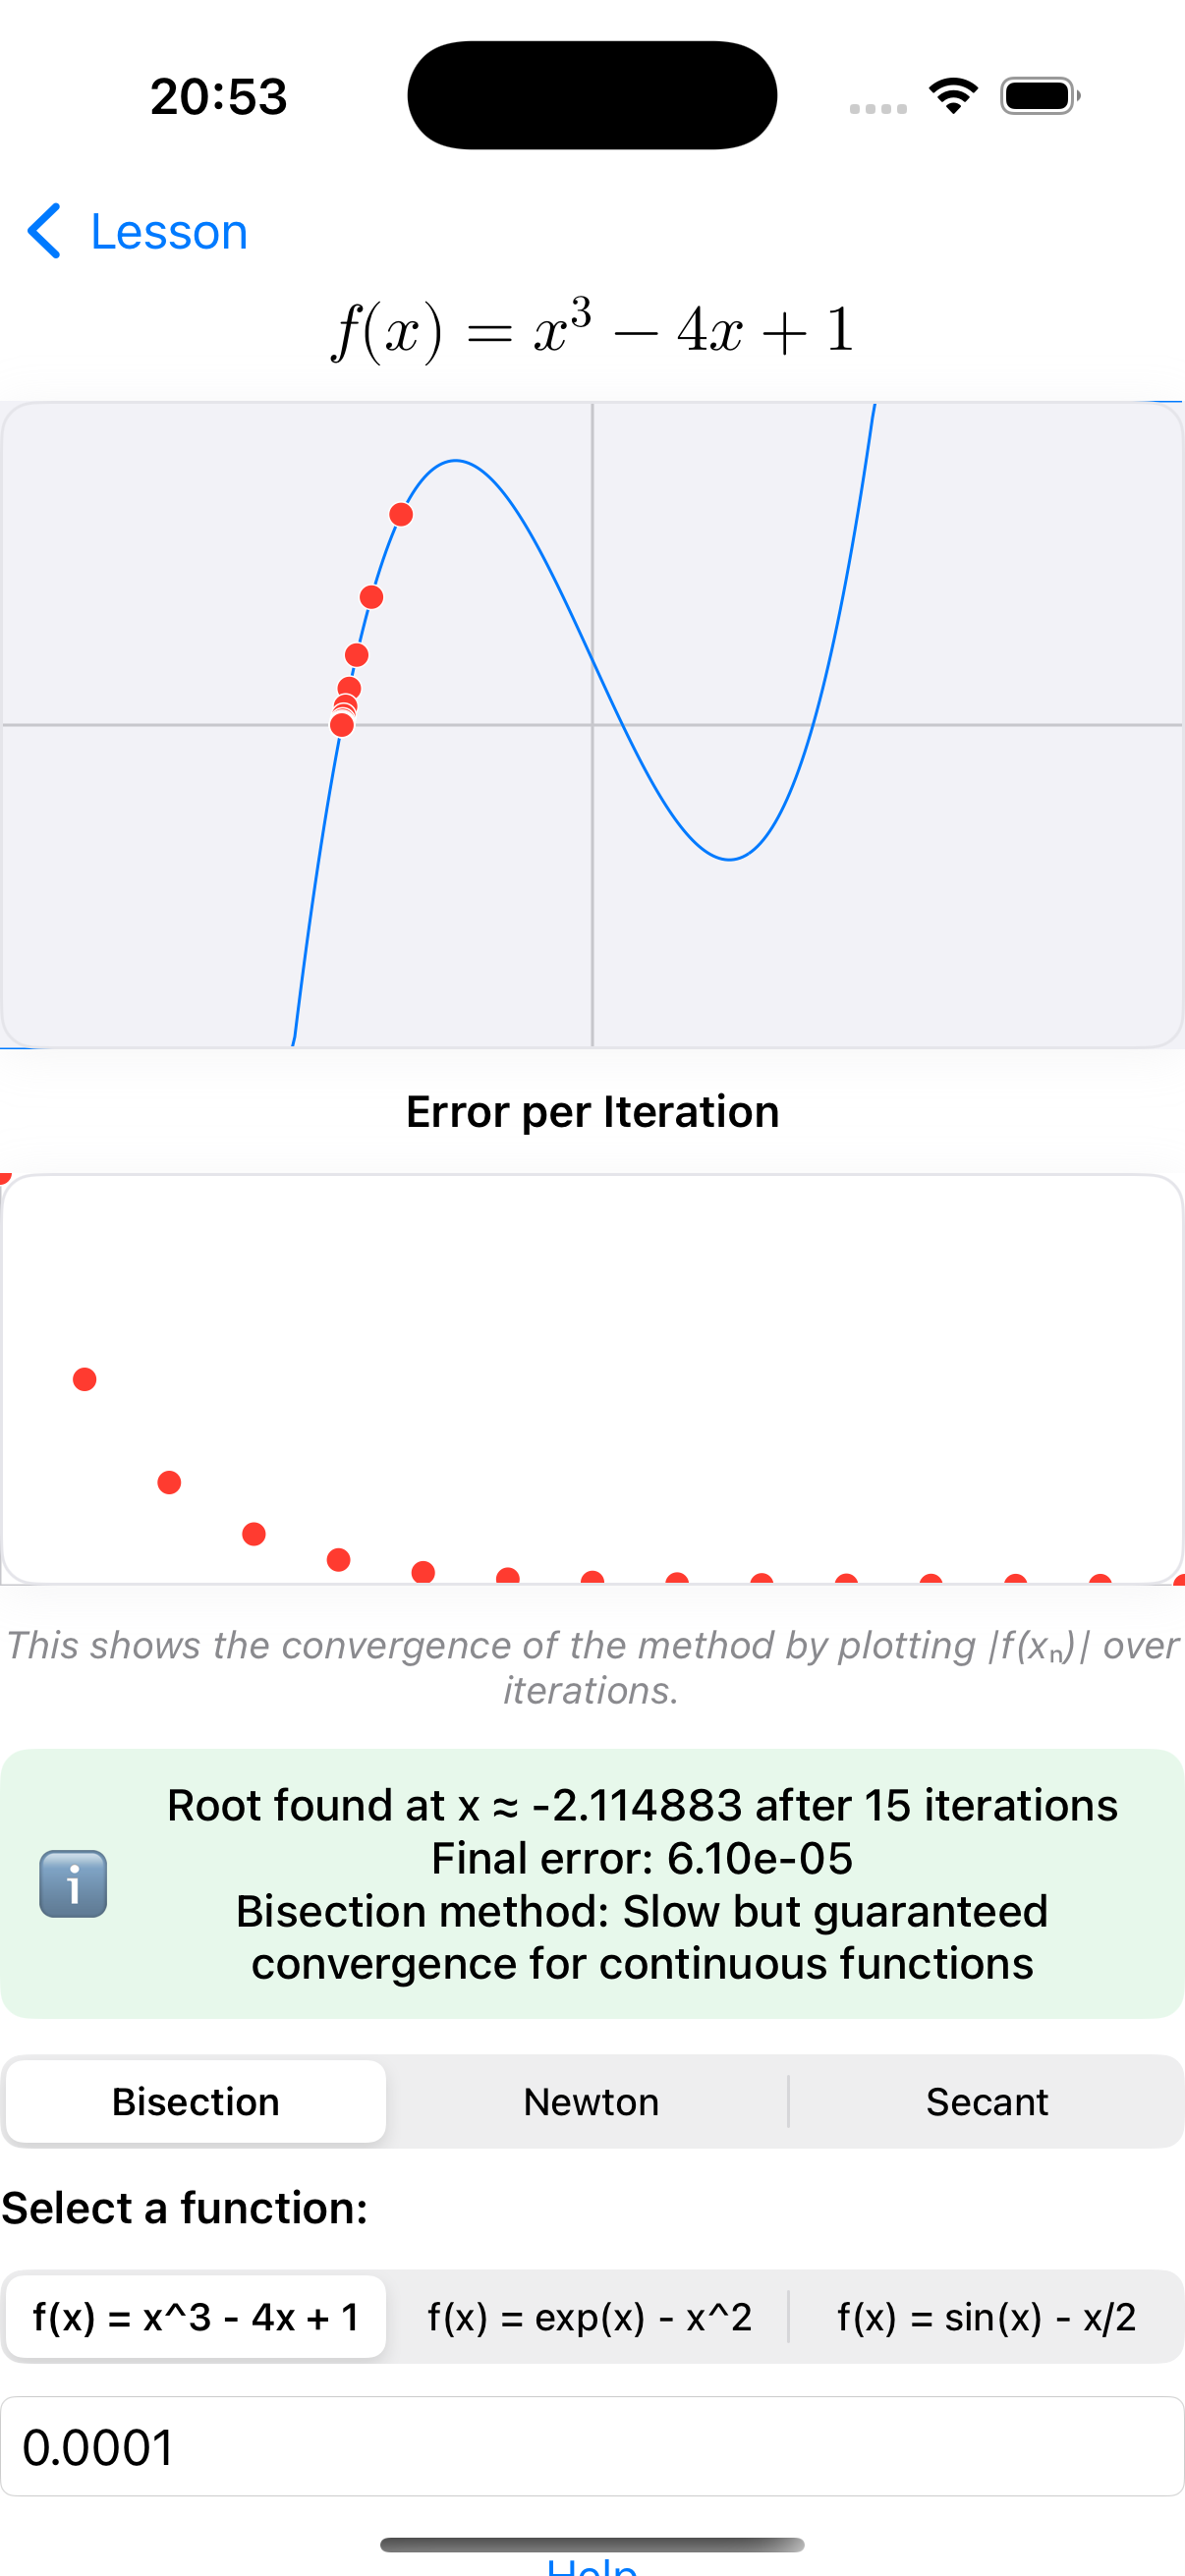 20:53
Lesson
f(x) = x³ − 4x + 1
Error per Iteration
This shows the convergence of the method by plotting |f(xₙ)| over
iterations.
Root found at x ≈ -2.114883 after 15 iterations
Final error: 6.10e-05
Bisection method: Slow but guaranteed
convergence for continuous functions
Bisection
Newton
Secant
Select a function:
f(x) = x^3 - 4x + 1
f(x) = exp(x) - x^2
f(x) = sin(x) - x/2
0.0001
Help